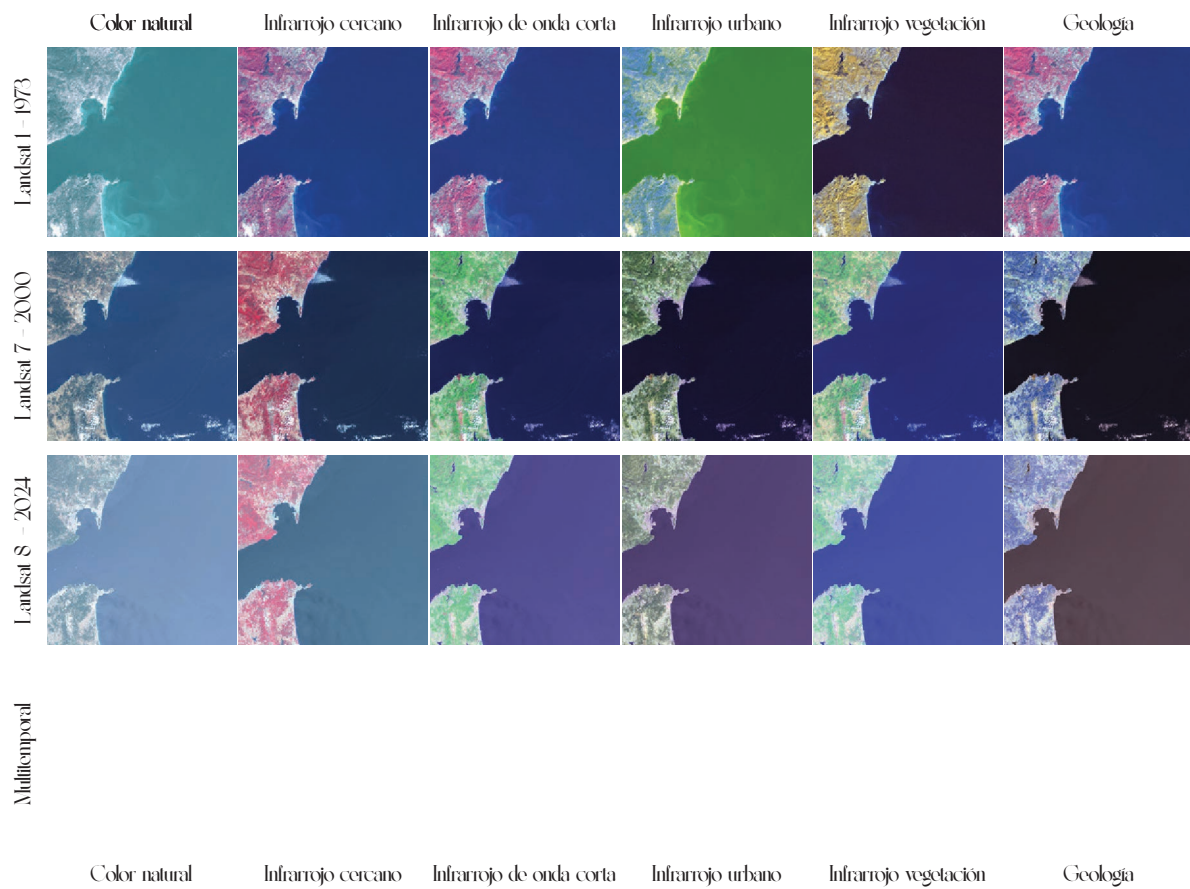 Color natural Infrarrojo cercano Infrarrojo de onda corta Infrarrojo urbano Infrarrojo vegetación Geología
Landsat 1 - 1973
Landsat 7 - 2000
Landsat 8 - 2024
Multitemporal
Color natural Infrarrojo cercano Infrarrojo de onda corta Infrarrojo urbano Infrarrojo vegetación Geología